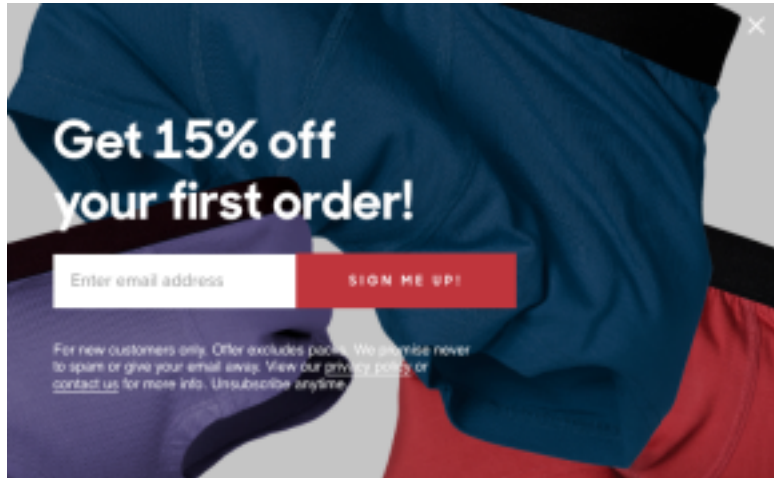 Get 15% off
your first order!
Enter email address
SIGN ME UP!
For new customers only. Offer excludes packs. We promise never
to spam or give your email away. View our privacy policy or
contact us for more info. Unsubscribe anytime.